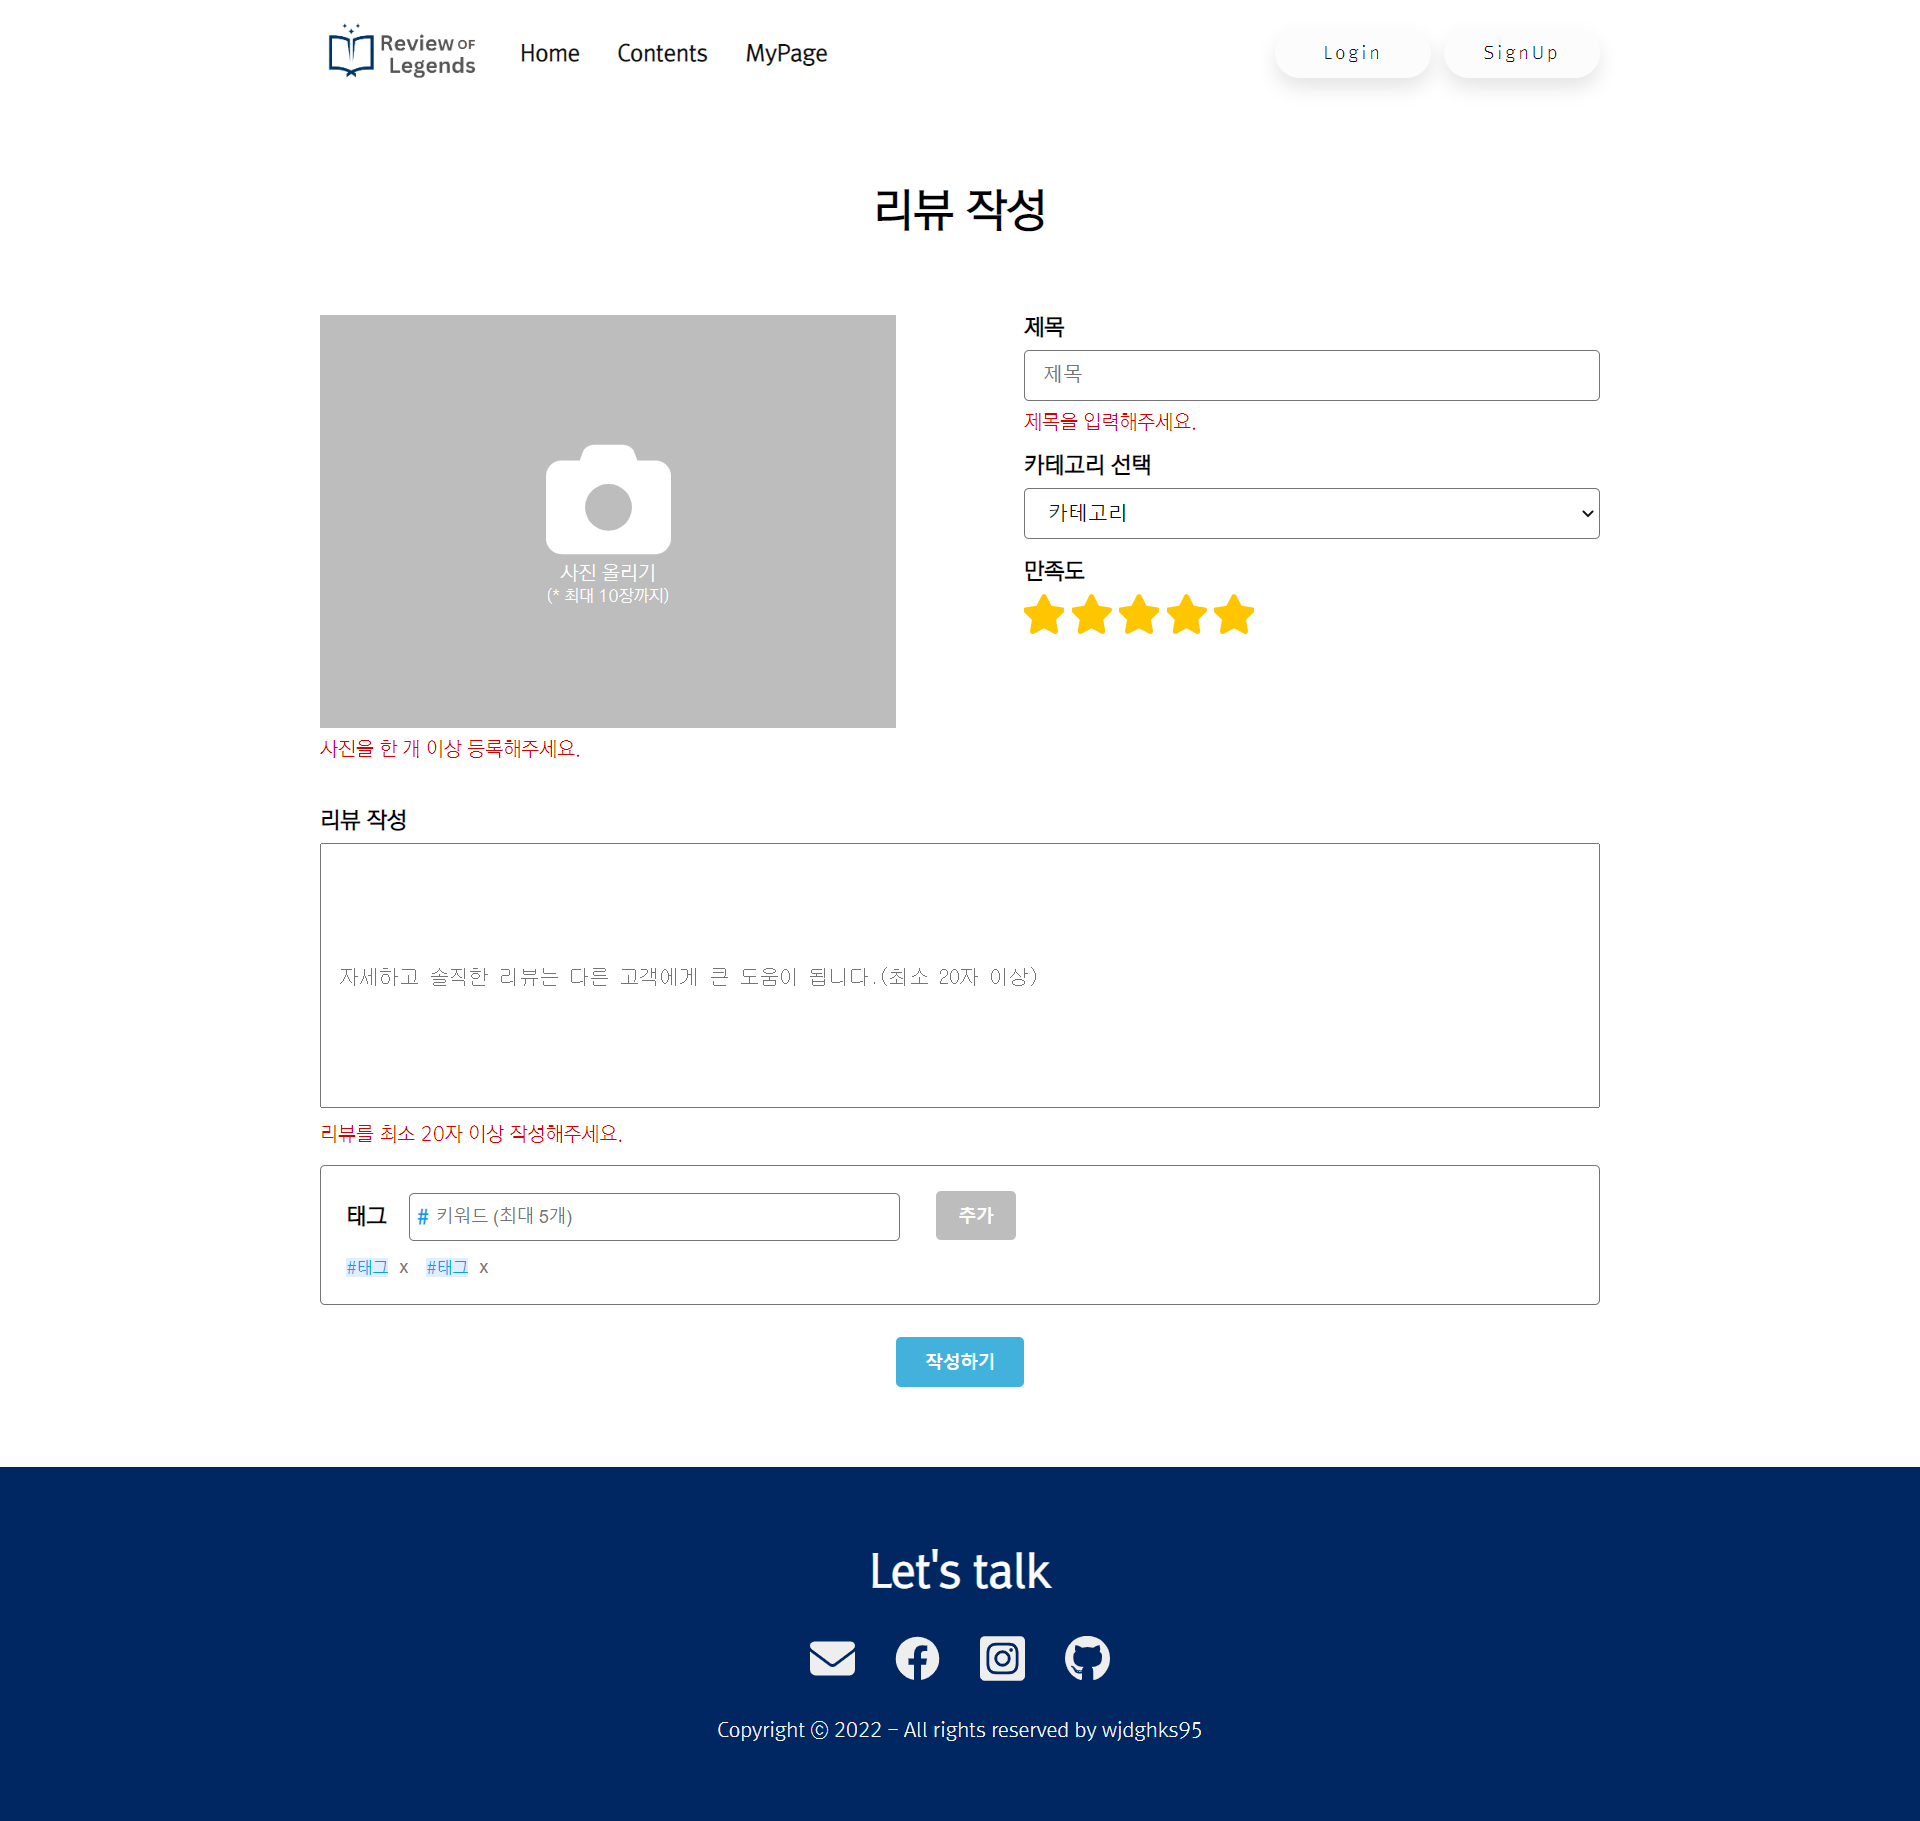 Review OF
Legends
Home
Contents
MyPage
Login
SignUp
리뷰 작성
사진 올리기
(* 최대 10장까지)
사진을 한 개 이상 등록해주세요.
제목
제목
제목을 입력해주세요.
카테고리 선택
카테고리
만족도
리뷰 작성
자세하고 솔직한 리뷰는 다른 고객에게 큰 도움이 됩니다.(최소 20자 이상)
리뷰를 최소 20자 이상 작성해주세요.
태그
# 키워드 (최대 5개)
추가
#태그 x #태그 x
작성하기
Let's talk
Copyright ⓒ 2022 – All rights reserved by wjdghks95